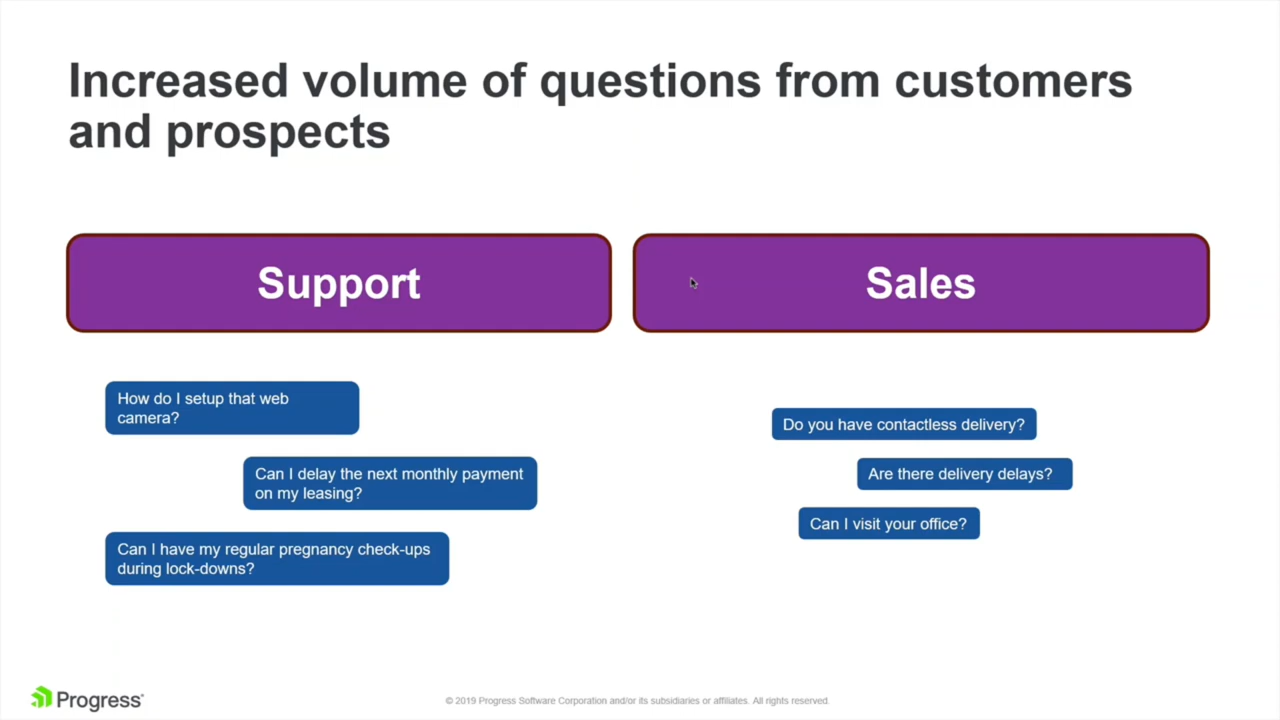 Increased volume of questions from customers
and prospects
Support
Sales
How do I setup that web
camera?
Can I delay the next monthly payment
on my leasing?
Can I have my regular pregnancy check-ups
during lock-downs?
Do you have contactless delivery?
Are there delivery delays?
Can I visit your office?
Progress
© 2019 Progress Software Corporation and/or its subsidiaries or affiliates. All rights reserved.